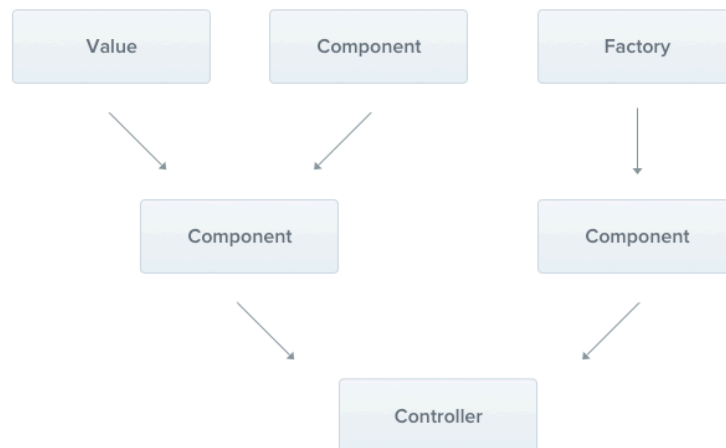 Value
Component
Factory
Component
Component
Controller